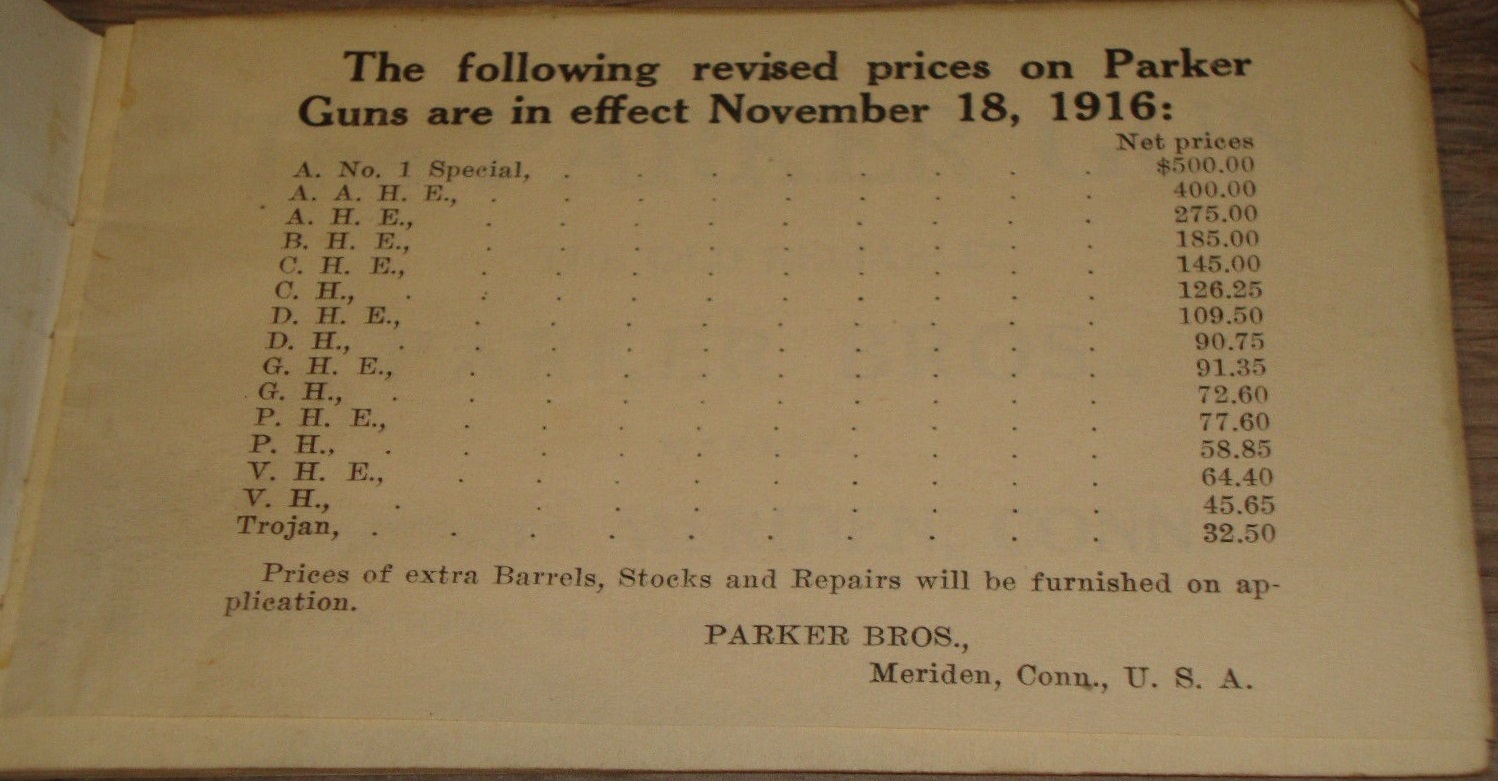 The following revised prices on Parker
Guns are in effect November 18, 1916:
Net prices
A. No. 1 Special, . . . . . . . . $500.00
A. A. H. E., . . . . . . . . . 400.00
A. H. E., . . . . . . . . . 275.00
B. H. E., . . . . . . . . . 185.00
C. H. E., . . . . . . . . . 145.00
C. H., . . . . . . . . . . 126.25
D. H. E., . . . . . . . . . 109.50
D. H., . . . . . . . . . . 90.75
G. H. E., . . . . . . . . . 91.35
G. H., . . . . . . . . . . 72.60
P. H. E., . . . . . . . . . 77.60
P. H., . . . . . . . . . . 58.85
V. H. E., . . . . . . . . . 64.40
V. H., . . . . . . . . . 45.65
Trojan, . . . . . . . . . . 32.50
Prices of extra Barrels, Stocks and Repairs will be furnished on ap-
plication.
PARKER BROS.,
Meriden, Conn., U. S. A.